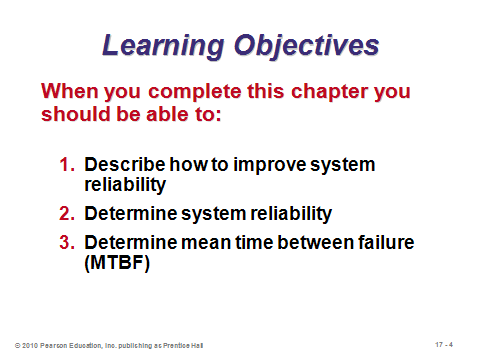 Learning Objectives
When you complete this chapter you
should be able to:
1. Describe how to improve system
reliability
2. Determine system reliability
3. Determine mean time between failure
(MTBF)
© 2010 Pearson Education, Inc. publishing as Prentice Hall
17 - 4